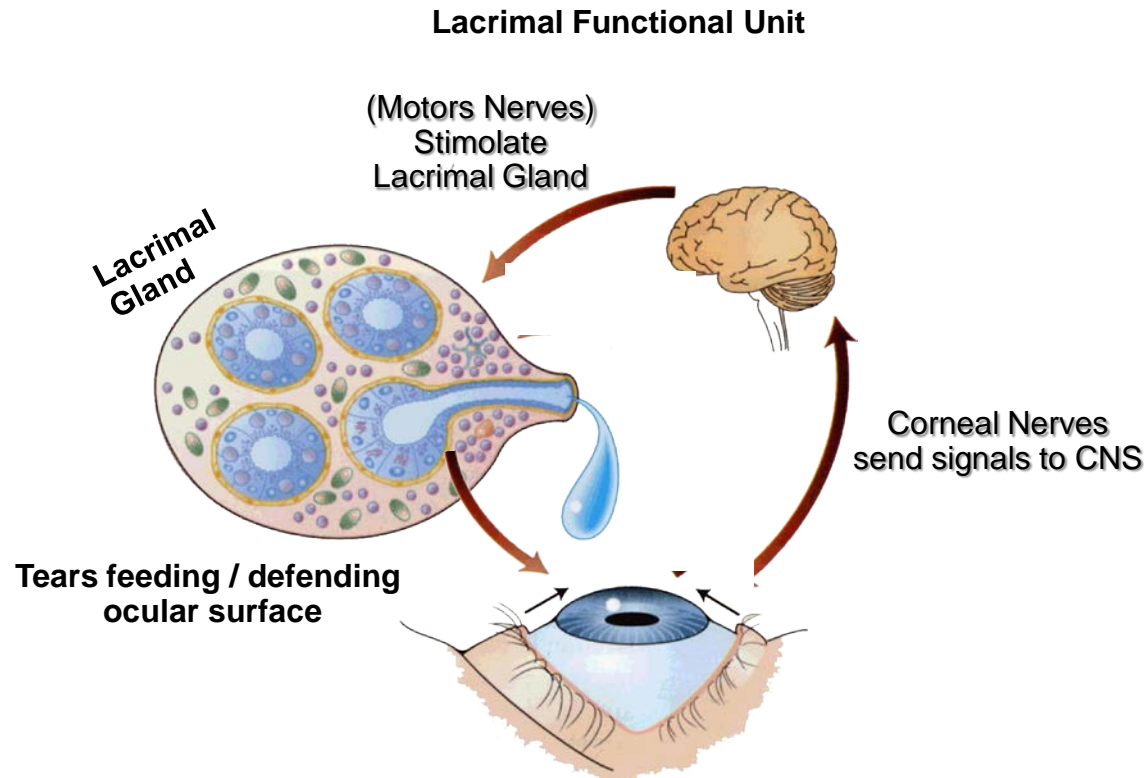 Lacrimal Functional Unit
(Motors Nerves)
Stimolate
Lacrimal Gland
Lacrimal
Gland
Corneal Nerves
send signals to CNS
Tears feeding / defending
ocular surface